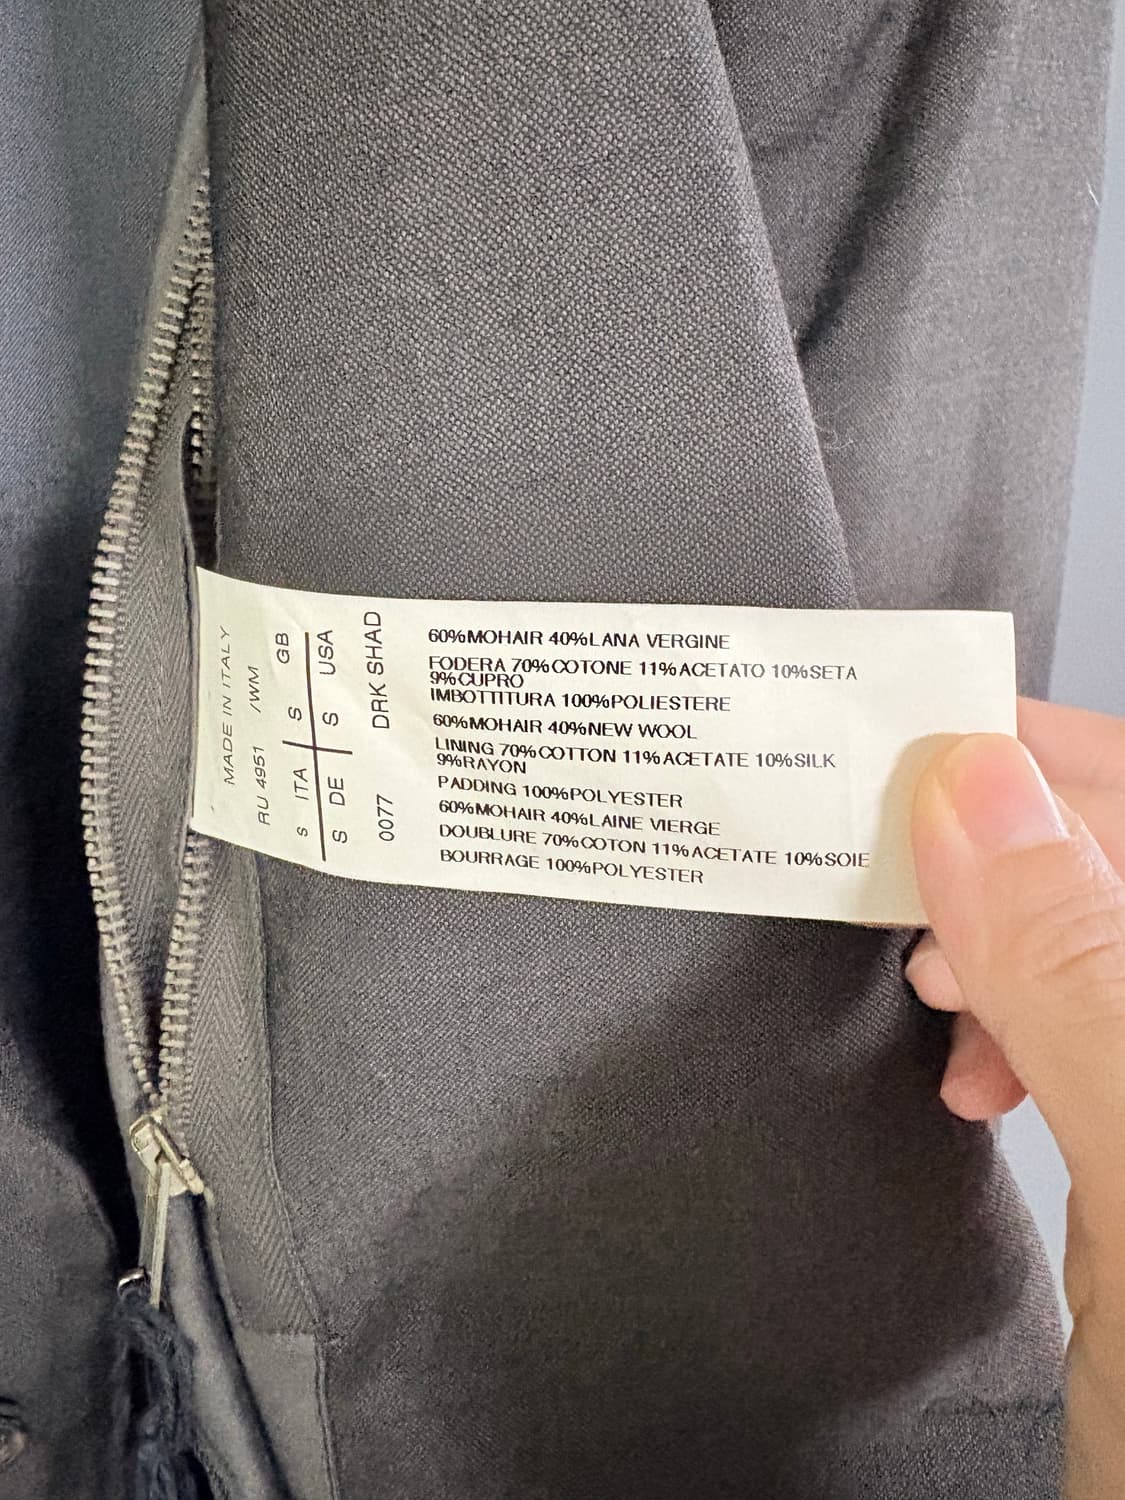 MADE IN ITALY
RU 4951 /WM
S ITA S GB
S DE S USA
0077 DRK SHAD
60%MOHAIR 40%LANA VERGINE
FODERA 70%COTONE 11%ACETATO 10%SETA
9%CUPRO
IMBOTTITURA 100%POLIESTERE
60%MOHAIR 40%NEW WOOL
LINING 70%COTTON 11%ACETATE 10%SILK
9%RAYON
PADDING 100%POLYESTER
60%MOHAIR 40%LAINE VIERGE
DOUBLURE 70%COTON 11%ACETATE 10%SOIE
BOURRAGE 100%POLYESTER